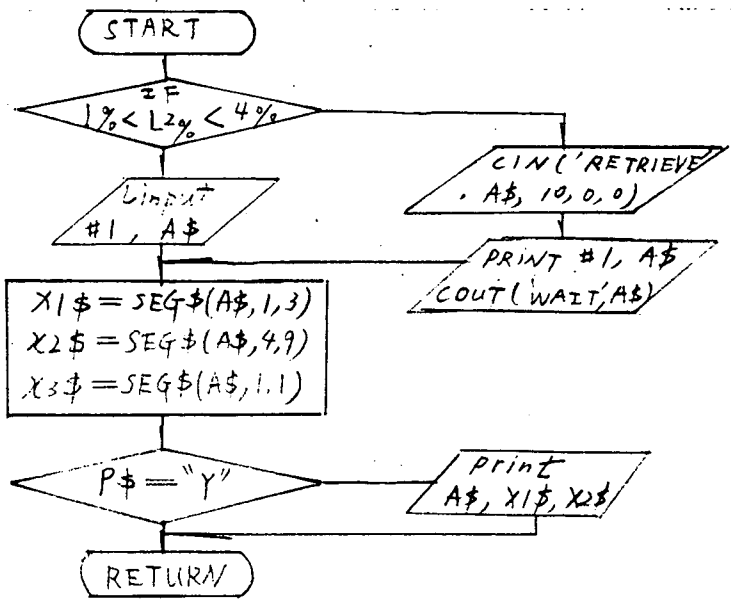 START
IF
1% < L2% < 4%
CIN('RETRIEVE'
. A$, 10, 0, 0)
Linput
#1, A$
PRINT #1, A$
COUT('WAIT',A$)
X1$ = SEG$(A$,1,3)
X2$ = SEG$(A$,4,9)
X3$ = SEG$(A$,1.1)
P$ == "Y"
Print
A$, X1$, X2$
RETURN